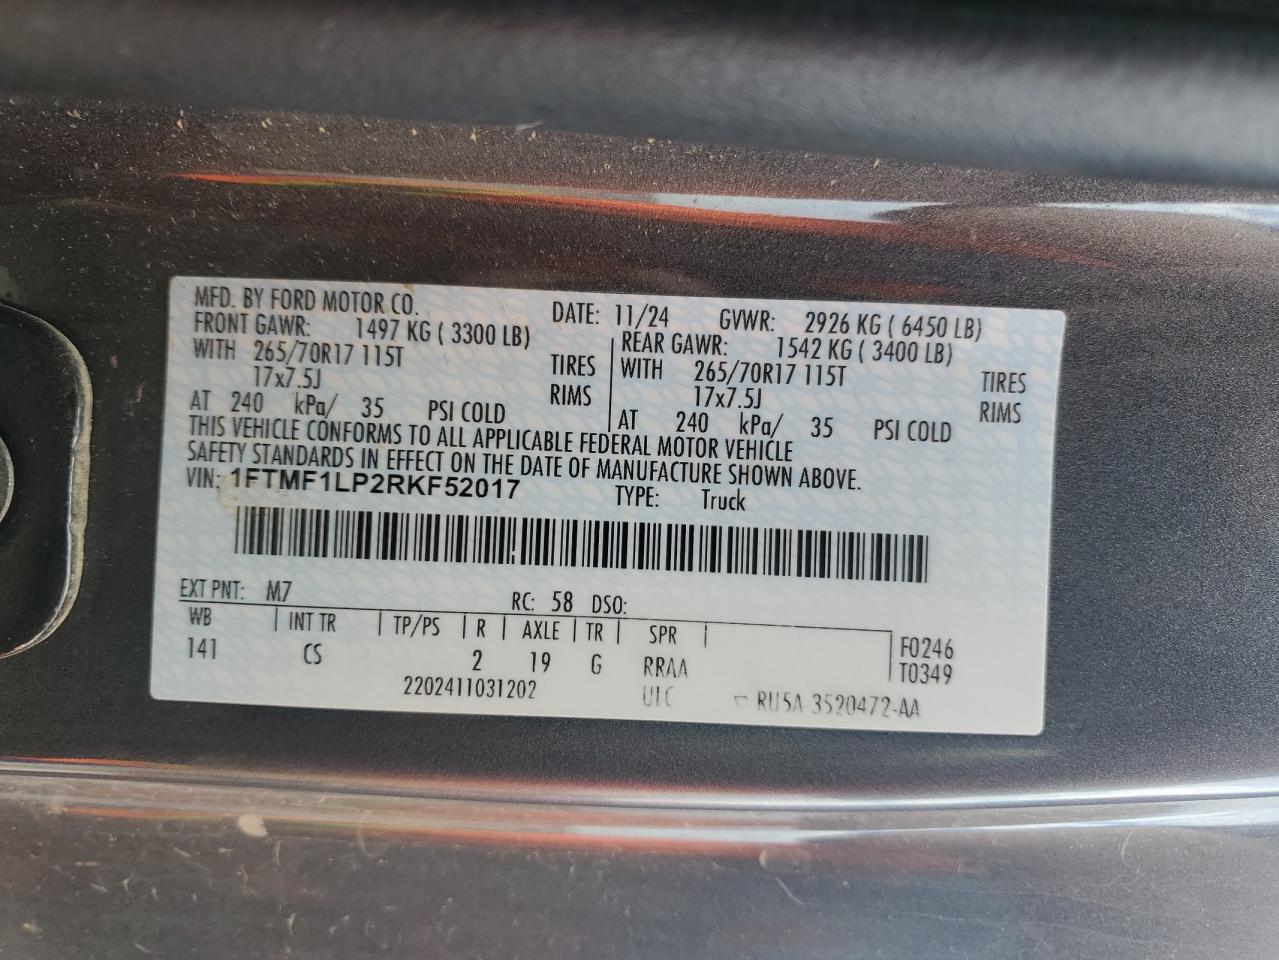 MFD. BY FORD MOTOR CO. DATE: 11/24 GVWR: 2926 KG ( 6450 LB)
FRONT GAWR: 1497 KG ( 3300 LB) REAR GAWR: 1542 KG ( 3400 LB)
WITH 265/70R17 115T TIRES WITH 265/70R17 115T TIRES
17x7.5J RIMS 17x7.5J RIMS
AT 240 kPa/ 35 PSI COLD AT 240 kPa/ 35 PSI COLD
THIS VEHICLE CONFORMS TO ALL APPLICABLE FEDERAL MOTOR VEHICLE
SAFETY STANDARDS IN EFFECT ON THE DATE OF MANUFACTURE SHOWN ABOVE.
VIN: 1FTMF1LP2RKF52017 TYPE: Truck
EXT PNT: M7 RC: 58 DSO:
WB INT TR TP/PS R AXLE TR SPR F0246
141 CS 2 19 G RRAA T0349
2202411031202 ULC RU5A-3520472-AA